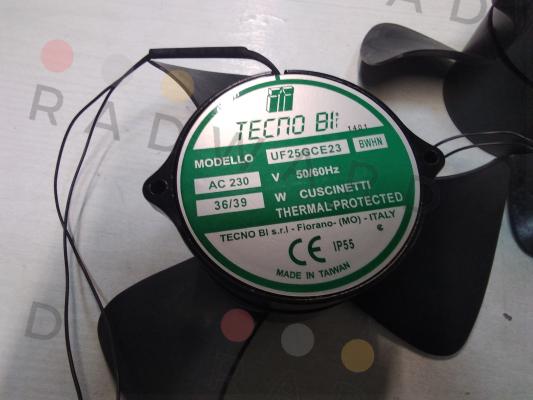 TECNO BI
1401
MODELLO UF25GCE23 BWHN
AC 230 V 50/60Hz
36/39 W CUSCINETTI
THERMAL-PROTECTED
TECNO BI s.r.l - Fiorano- (MO) - ITALY
CE IP55
MADE IN TAIWAN
RADWARE